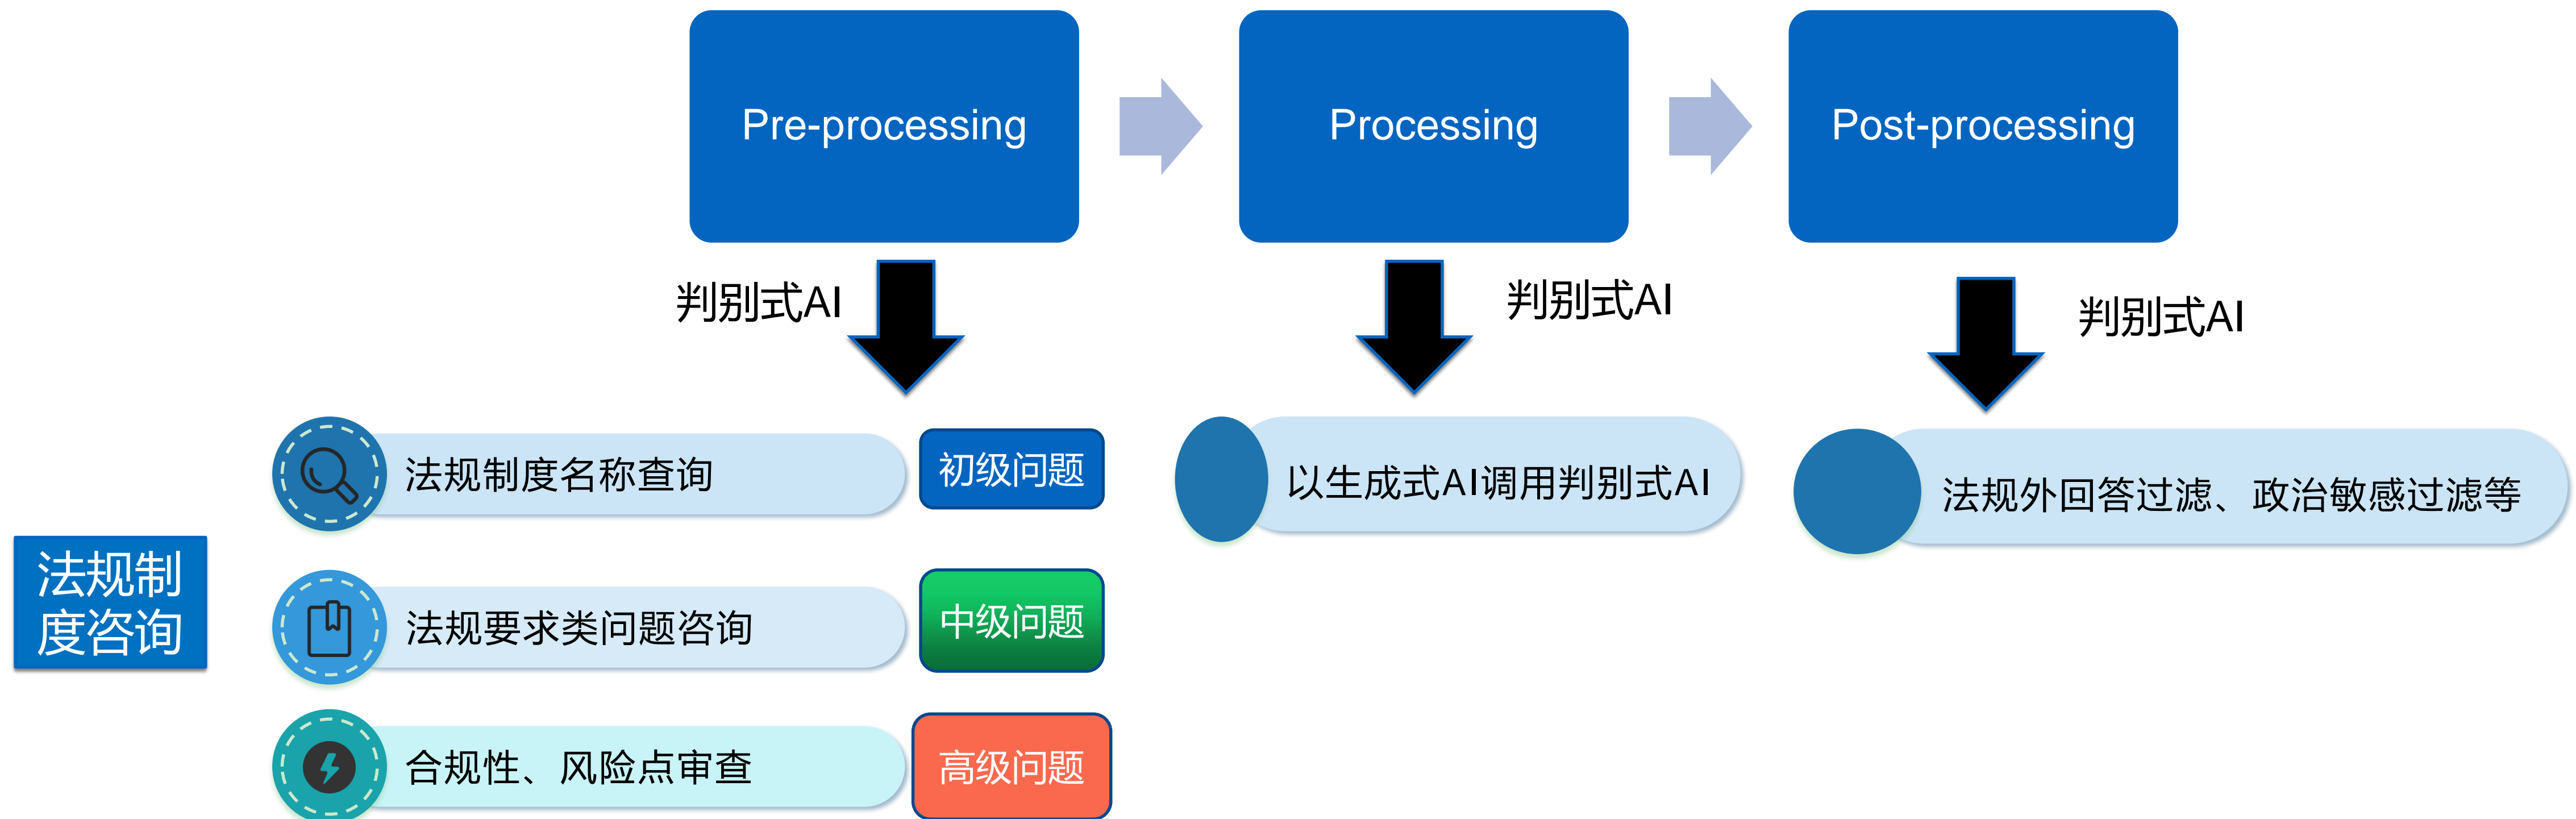 Pre-processing
Processing
Post-processing
判别式AI
判别式AI
判别式AI
法规制
度咨询
法规制度名称查询
初级问题
法规要求类问题咨询
中级问题
合规性、风险点审查
高级问题
以生成式AI调用判别式AI
法规外回答过滤、政治敏感过滤等